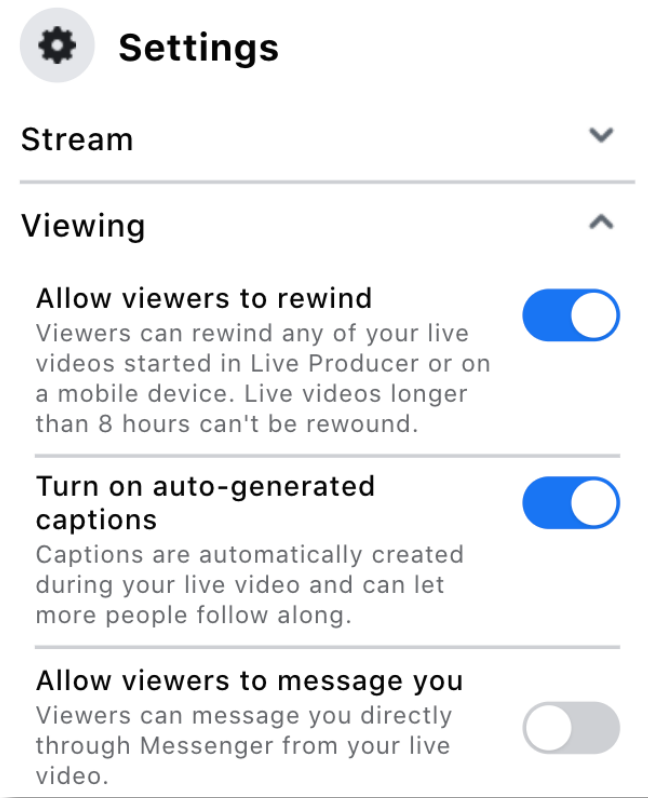 Settings
Stream
Viewing
Allow viewers to rewind
Viewers can rewind any of your live
videos started in Live Producer or on
a mobile device. Live videos longer
than 8 hours can't be rewound.
Turn on auto-generated
captions
Captions are automatically created
during your live video and can let
more people follow along.
Allow viewers to message you
Viewers can message you directly
through Messenger from your live
video.